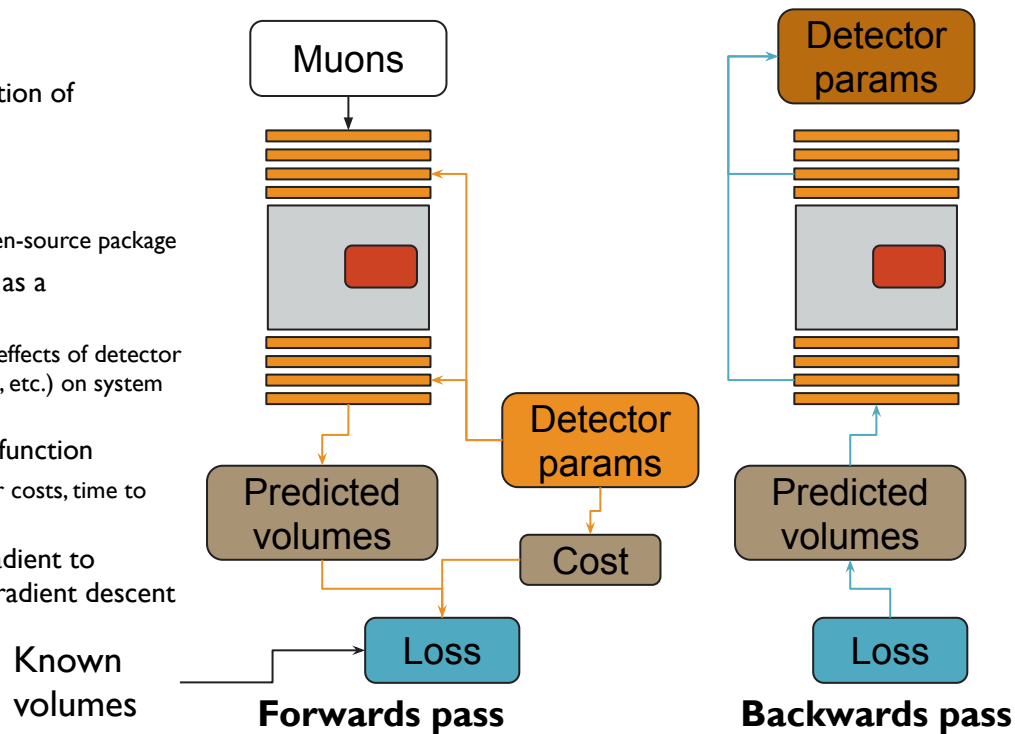 tion of
en-source package
as a
effects of detector
, etc.) on system
function
r costs, time to
adient to
radient descent
Known
volumes
Muons
Detector
params
Predicted
volumes
Cost
Loss
Forwards pass
Detector
params
Predicted
volumes
Loss
Backwards pass